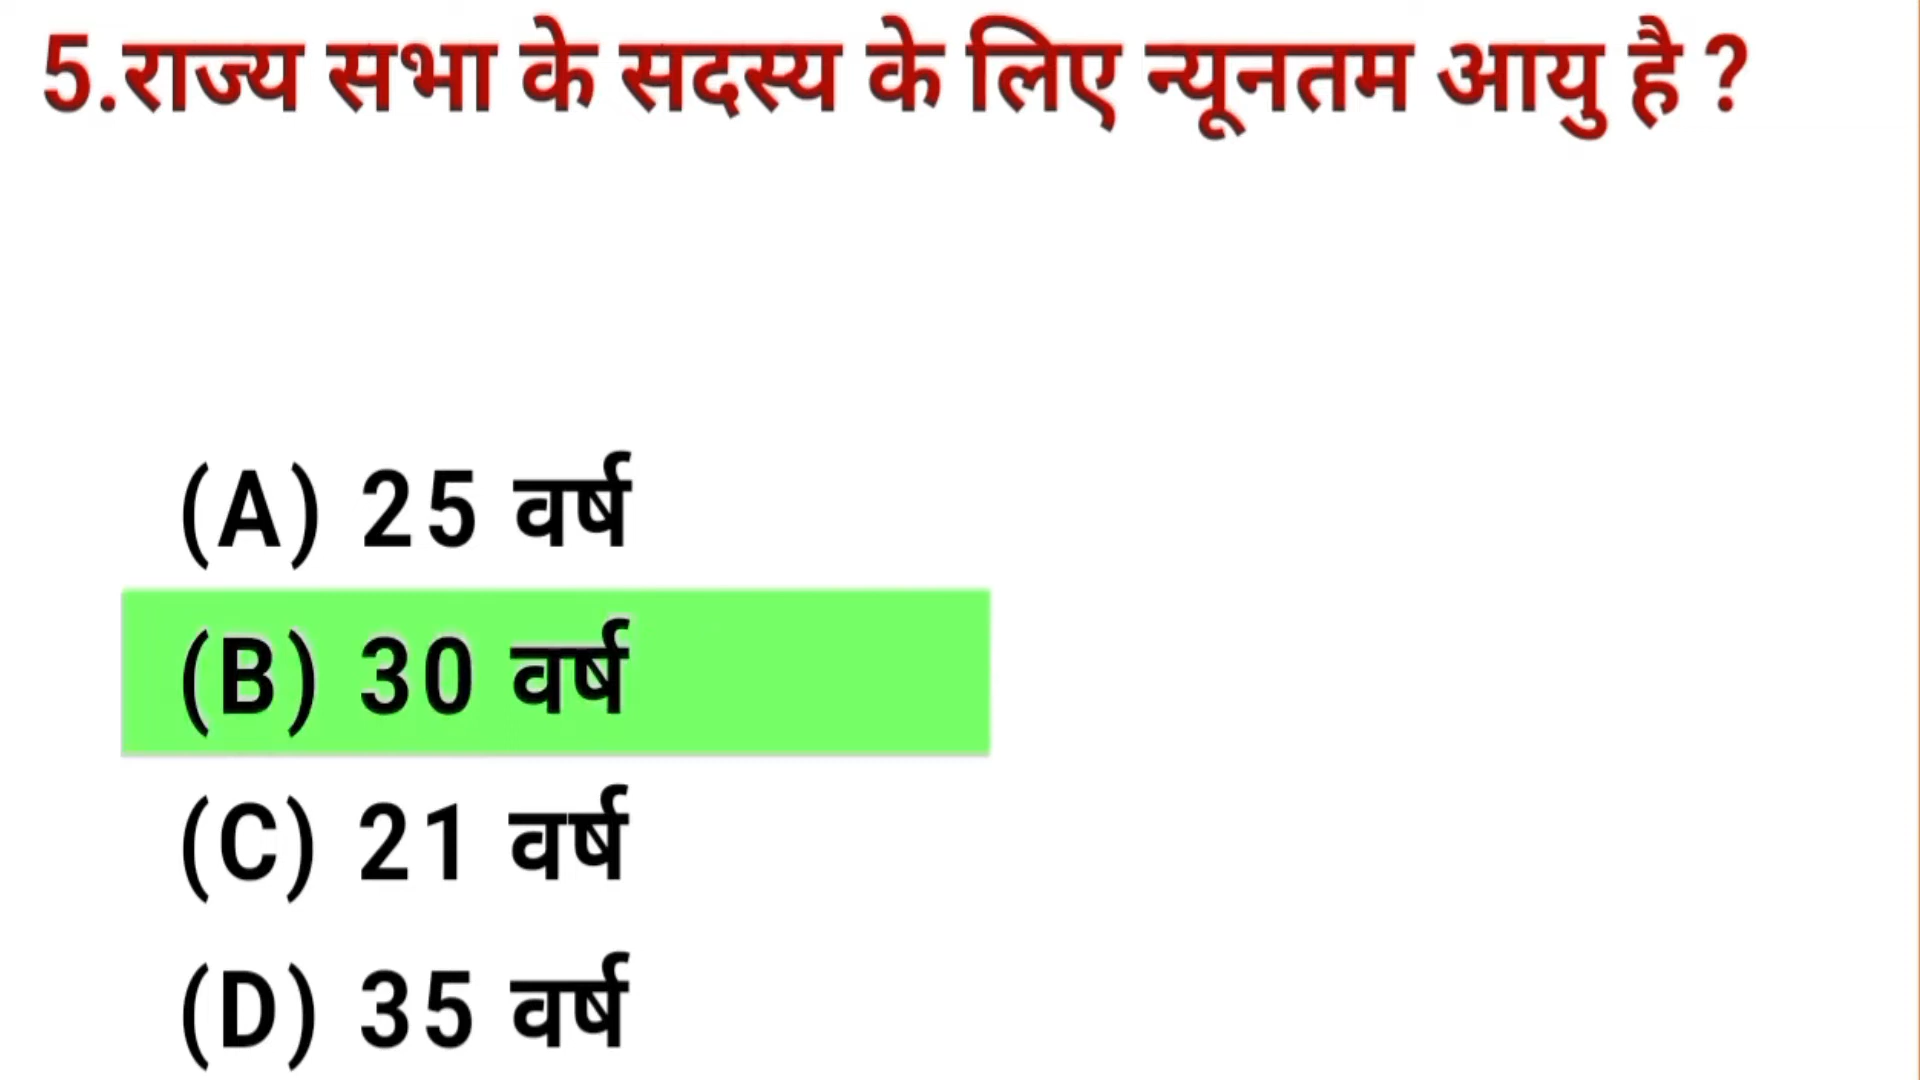 5.राज्य सभा के सदस्य के लिए न्यूनतम आयु है ?
(A) 25 वर्ष
(B) 30 वर्ष
(C) 21 वर्ष
(D) 35 वर्ष